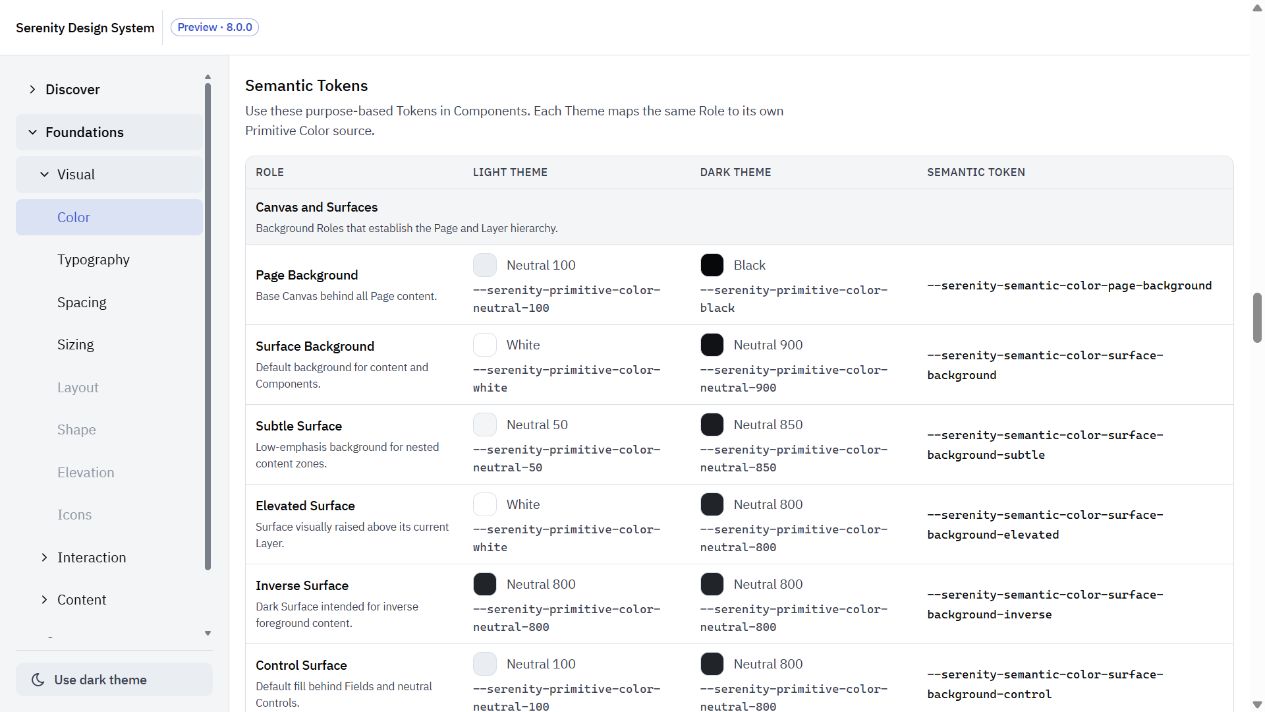 Serenity Design System
Preview · 8.0.0
Discover
Foundations
Visual
Color
Typography
Spacing
Sizing
Layout
Shape
Elevation
Icons
Interaction
Content
Use dark theme
Semantic Tokens
Use these purpose-based Tokens in Components. Each Theme maps the same Role to its own
Primitive Color source.
ROLE LIGHT THEME DARK THEME SEMANTIC TOKEN
Canvas and Surfaces
Background Roles that establish the Page and Layer hierarchy.
Page Background
Base Canvas behind all Page content.
Neutral 100
--serenity-primitive-color-
neutral-100
Black
--serenity-primitive-color-
black
--serenity-semantic-color-page-background
Surface Background
Default background for content and
Components.
White
--serenity-primitive-color-
white
Neutral 900
--serenity-primitive-color-
neutral-900
--serenity-semantic-color-surface-
background
Subtle Surface
Low-emphasis background for nested
content zones.
Neutral 50
--serenity-primitive-color-
neutral-50
Neutral 850
--serenity-primitive-color-
neutral-850
--serenity-semantic-color-surface-
background-subtle
Elevated Surface
Surface visually raised above its current
Layer.
White
--serenity-primitive-color-
white
Neutral 800
--serenity-primitive-color-
neutral-800
--serenity-semantic-color-surface-
background-elevated
Inverse Surface
Dark Surface intended for inverse
foreground content.
Neutral 800
--serenity-primitive-color-
neutral-800
Neutral 800
--serenity-primitive-color-
neutral-800
--serenity-semantic-color-surface-
background-inverse
Control Surface
Default fill behind Fields and neutral
Controls.
Neutral 100
--serenity-primitive-color-
neutral-100
Neutral 800
--serenity-primitive-color-
neutral-800
--serenity-semantic-color-surface-
background-control